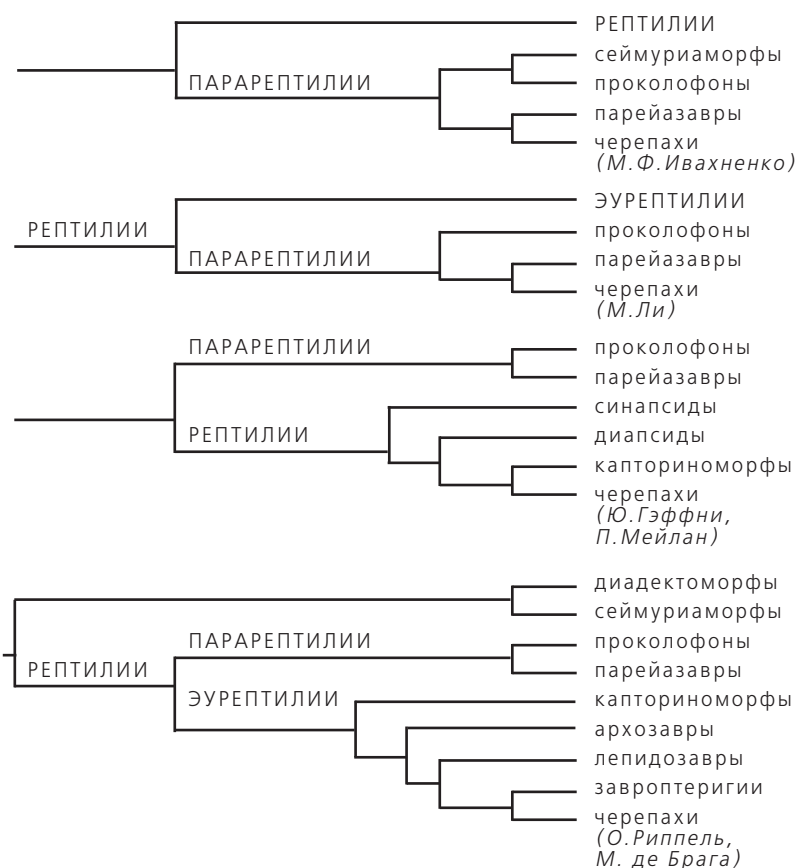 РЕПТИЛИИ
сеймуриаморфы
ПАРАРЕПТИЛИИ
проколофоны
парейазавры
черепахи
(М.Ф.Ивахненко)
ЭУРЕПТИЛИИ
РЕПТИЛИИ
проколофоны
ПАРАРЕПТИЛИИ
парейазавры
черепахи
(М.Ли)
ПАРАРЕПТИЛИИ
проколофоны
парейазавры
синапсиды
РЕПТИЛИИ
диапсиды
капториноморфы
черепахи
(Ю.Гэффни,
П.Мейлан)
диадектоморфы
сеймуриаморфы
ПАРАРЕПТИЛИИ
проколофоны
РЕПТИЛИИ
парейазавры
ЭУРЕПТИЛИИ
капториноморфы
архозавры
лепидозавры
завроптеригии
черепахи
(О.Риппель,
М. де Брага)